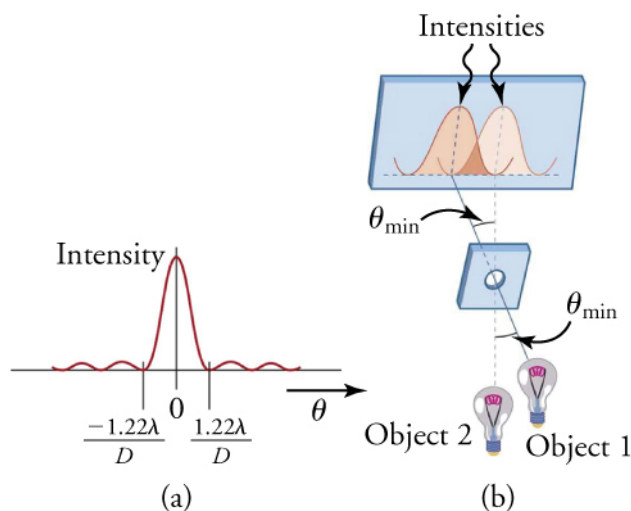 Intensities
θmin
Intensity
θmin
0
θ
−1.22λ
D
1.22λ
D
Object 2
Object 1
(a)
(b)